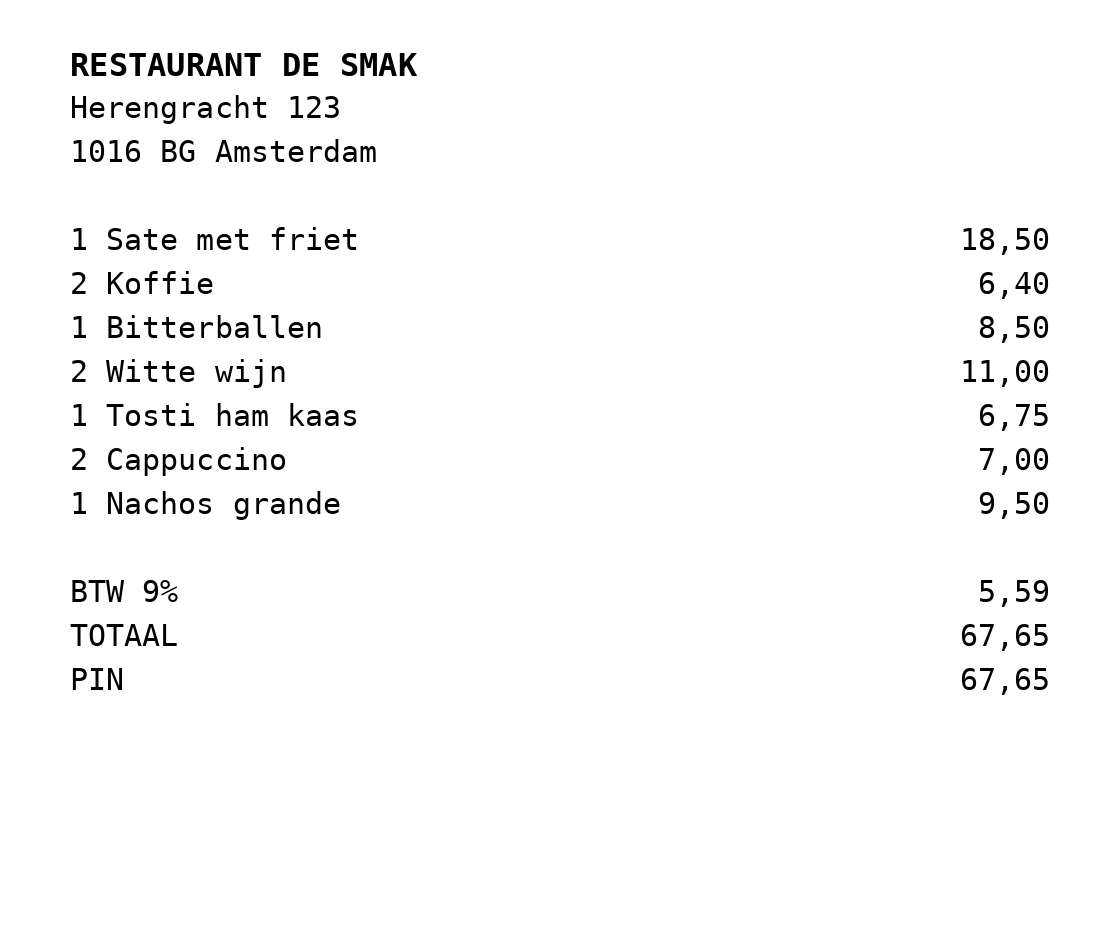 RESTAURANT DE SMAK
Herengracht 123
1016 BG Amsterdam
1 Sate met friet 18,50
2 Koffie 6,40
1 Bitterballen 8,50
2 Witte wijn 11,00
1 Tosti ham kaas 6,75
2 Cappuccino 7,00
1 Nachos grande 9,50
BTW 9% 5,59
TOTAAL 67,65
PIN 67,65